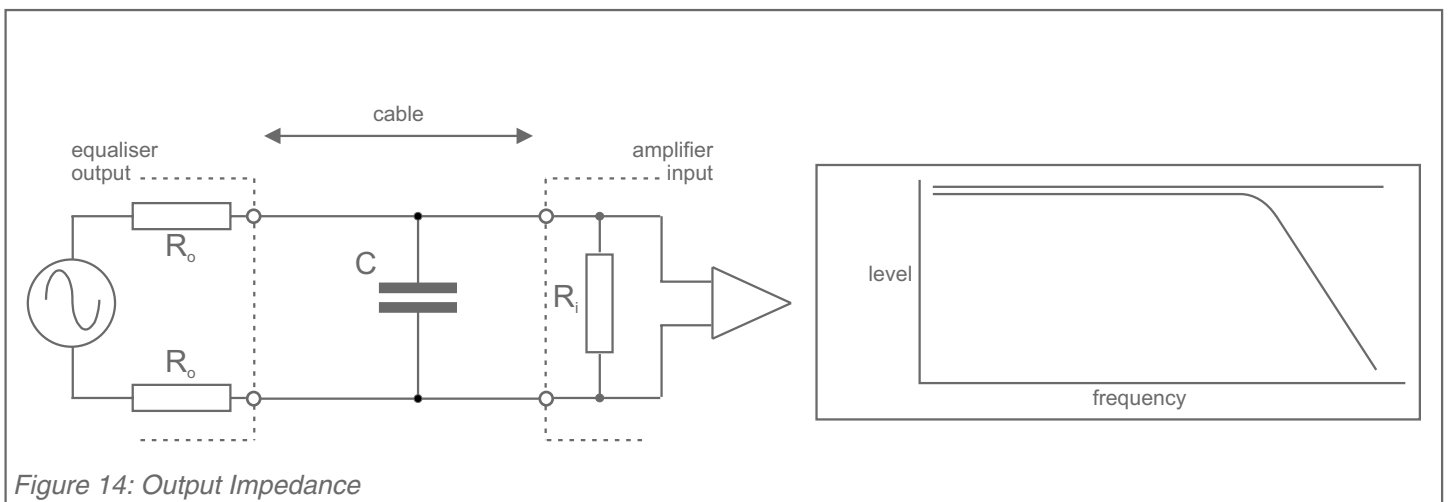 cable
equaliser
output
amplifier
input
Rₒ
C
Rᵢ
Rₒ
level
frequency
Figure 14: Output Impedance